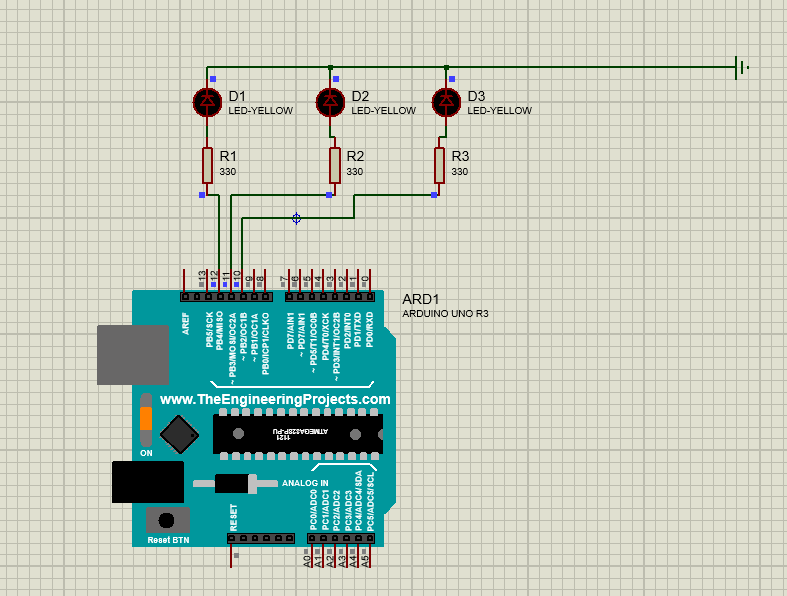 D1
LED-YELLOW
D2
LED-YELLOW
D3
LED-YELLOW
R1
330
R2
330
R3
330
13
12
11
10
9
8
7
6
5
4
3
2
1
0
ARD1
ARDUINO UNO R3
AREF
PB5/SCK
PB4/MISO
~ PB3/MOSI/OC2A
~ PB2/OC1B
~ PB1/OC1A
PB0/ICP1/CLKO
PD7/AIN1
~ PD7/AIN1
~ PD5/T1/OC0B
PD4/T0/XCK
~ PD3/INT1/OC2B
PD2/INT0
PD1/TXD
PD0/RXD
www.TheEngineeringProjects.com
ATMEGA328P-PU
1121
ON
ANALOG IN
RESET
PC0/ADC0
PC1/ADC1
PC2/ADC2
PC3/ADC3
PC4/ADC4/SDA
PC5/ADC5/SCL
Reset BTN
A0
A1
A2
A3
A4
A5